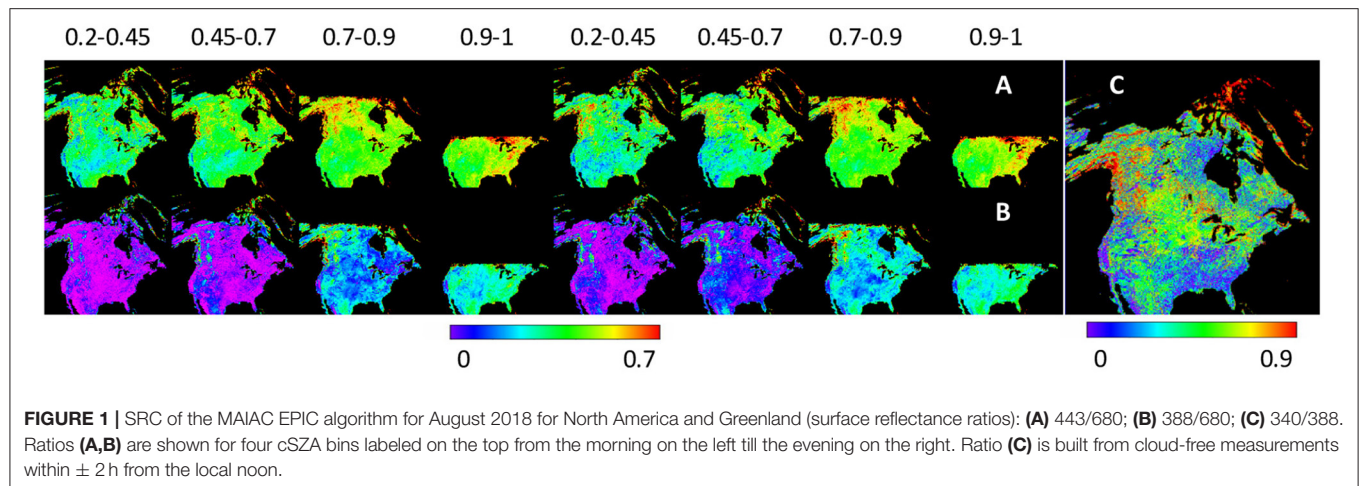 0.2-0.45 0.45-0.7 0.7-0.9 0.9-1 0.2-0.45 0.45-0.7 0.7-0.9 0.9-1
A
C
B
0 0.7
0 0.9
FIGURE 1 | SRC of the MAIAC EPIC algorithm for August 2018 for North America and Greenland (surface reflectance ratios): (A) 443/680; (B) 388/680; (C) 340/388.
Ratios (A,B) are shown for four cSZA bins labeled on the top from the morning on the left till the evening on the right. Ratio (C) is built from cloud-free measurements
within ± 2 h from the local noon.